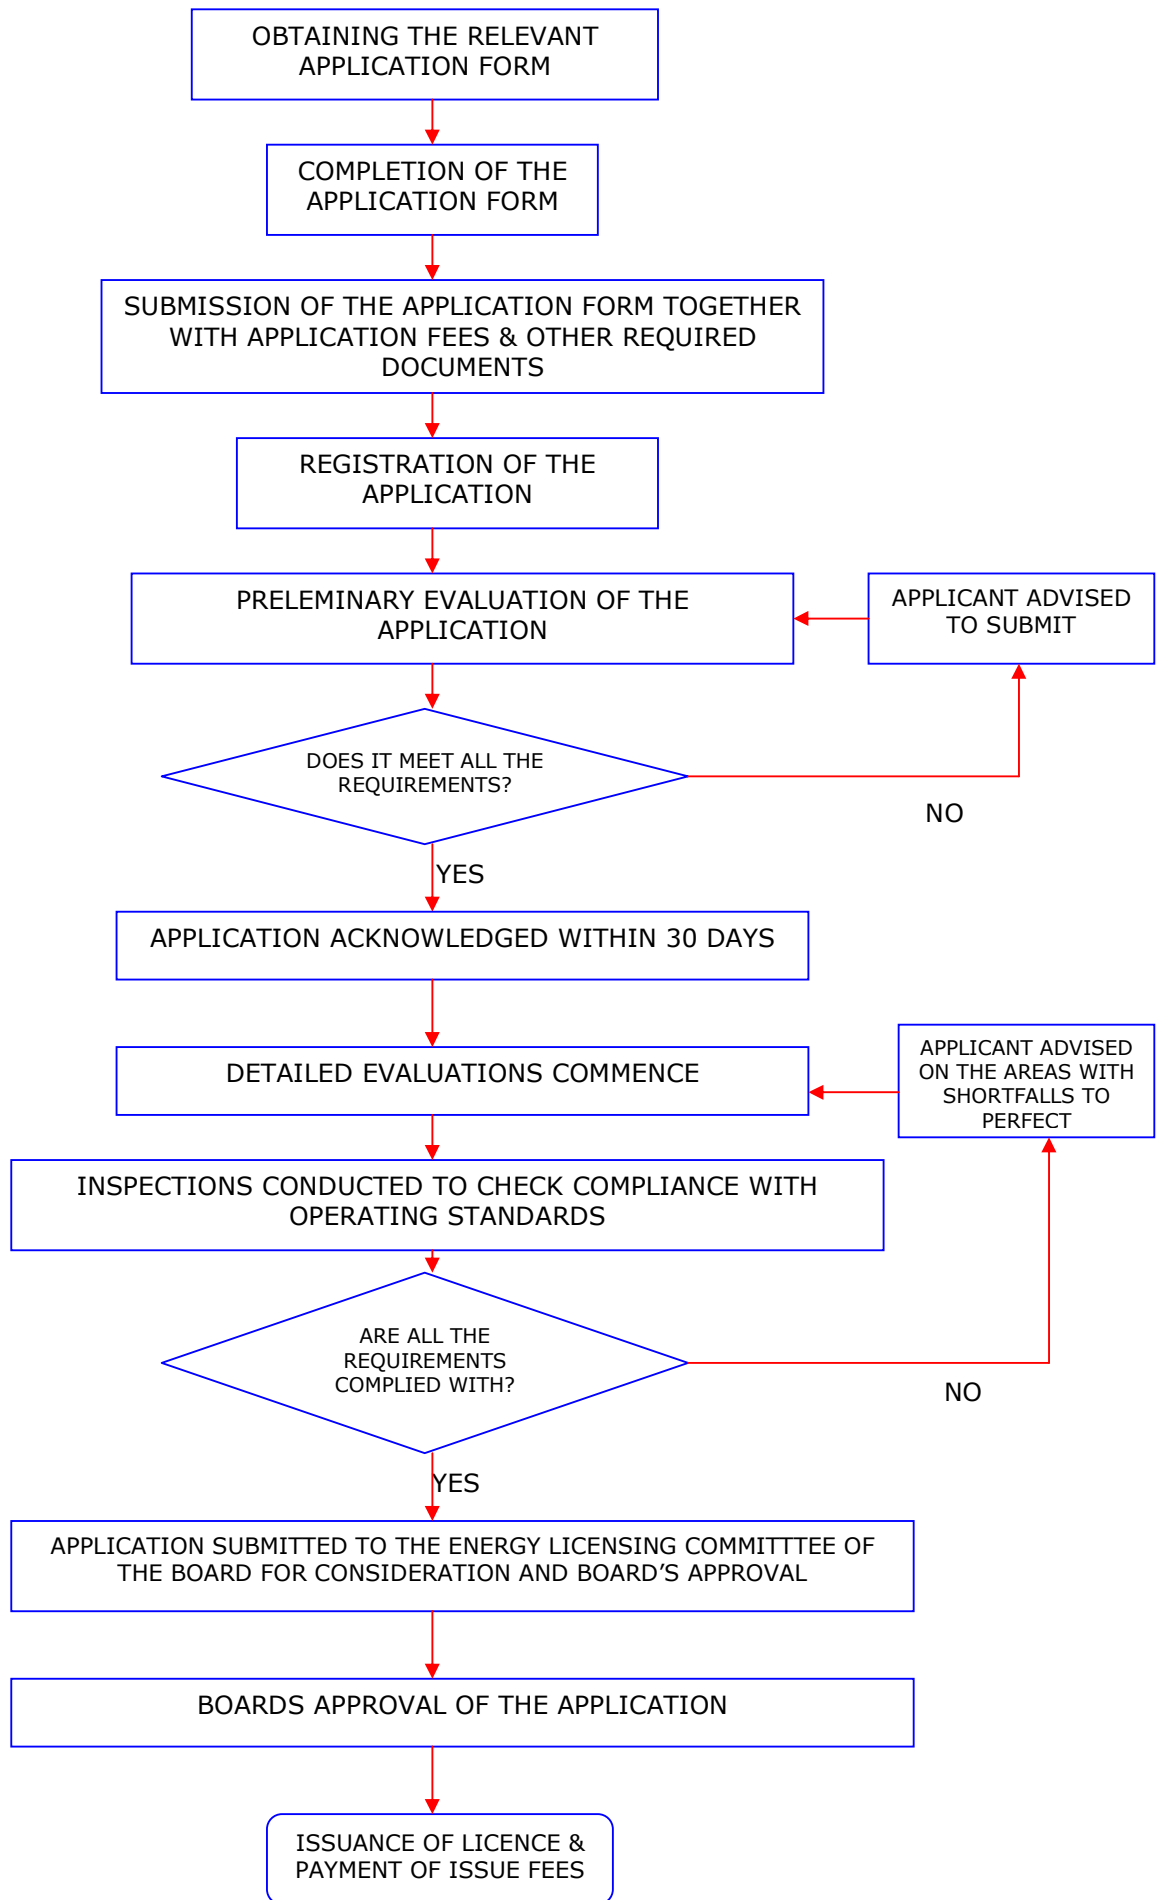 OBTAINING THE RELEVANT
APPLICATION FORM
COMPLETION OF THE
APPLICATION FORM
SUBMISSION OF THE APPLICATION FORM TOGETHER
WITH APPLICATION FEES & OTHER REQUIRED
DOCUMENTS
REGISTRATION OF THE
APPLICATION
PRELEMINARY EVALUATION OF THE
APPLICATION
APPLICANT ADVISED
TO SUBMIT
DOES IT MEET ALL THE
REQUIREMENTS?
NO
YES
APPLICATION ACKNOWLEDGED WITHIN 30 DAYS
DETAILED EVALUATIONS COMMENCE
APPLICANT ADVISED
ON THE AREAS WITH
SHORTFALLS TO
PERFECT
INSPECTIONS CONDUCTED TO CHECK COMPLIANCE WITH
OPERATING STANDARDS
ARE ALL THE
REQUIREMENTS
COMPLIED WITH?
NO
YES
APPLICATION SUBMITTED TO THE ENERGY LICENSING COMMITTTEE OF
THE BOARD FOR CONSIDERATION AND BOARD’S APPROVAL
BOARDS APPROVAL OF THE APPLICATION
ISSUANCE OF LICENCE &
PAYMENT OF ISSUE FEES